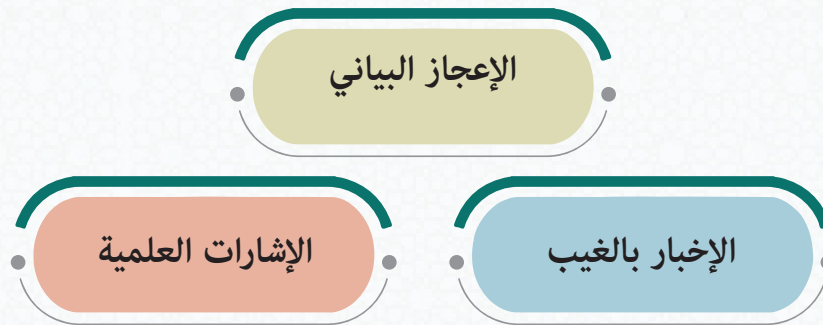 الإعجاز البياني
الإخبار بالغيب
الإشارات العلمية